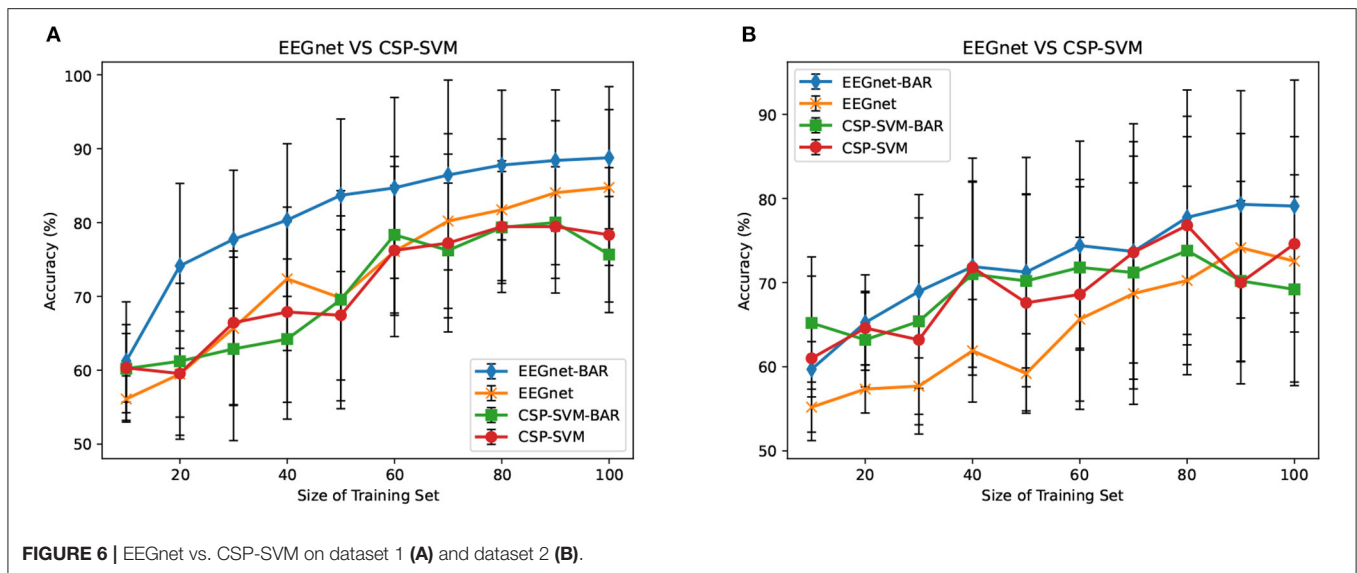 A
EEGnet VS CSP-SVM
Accuracy (%)
100
90
80
70
60
50
20
40
60
80
100
Size of Training Set
EEGnet-BAR
EEGnet
CSP-SVM-BAR
CSP-SVM
B
EEGnet VS CSP-SVM
Accuracy (%)
90
80
70
60
50
20
40
60
80
100
Size of Training Set
EEGnet-BAR
EEGnet
CSP-SVM-BAR
CSP-SVM
FIGURE 6 | EEGnet vs. CSP-SVM on dataset 1 (A) and dataset 2 (B).